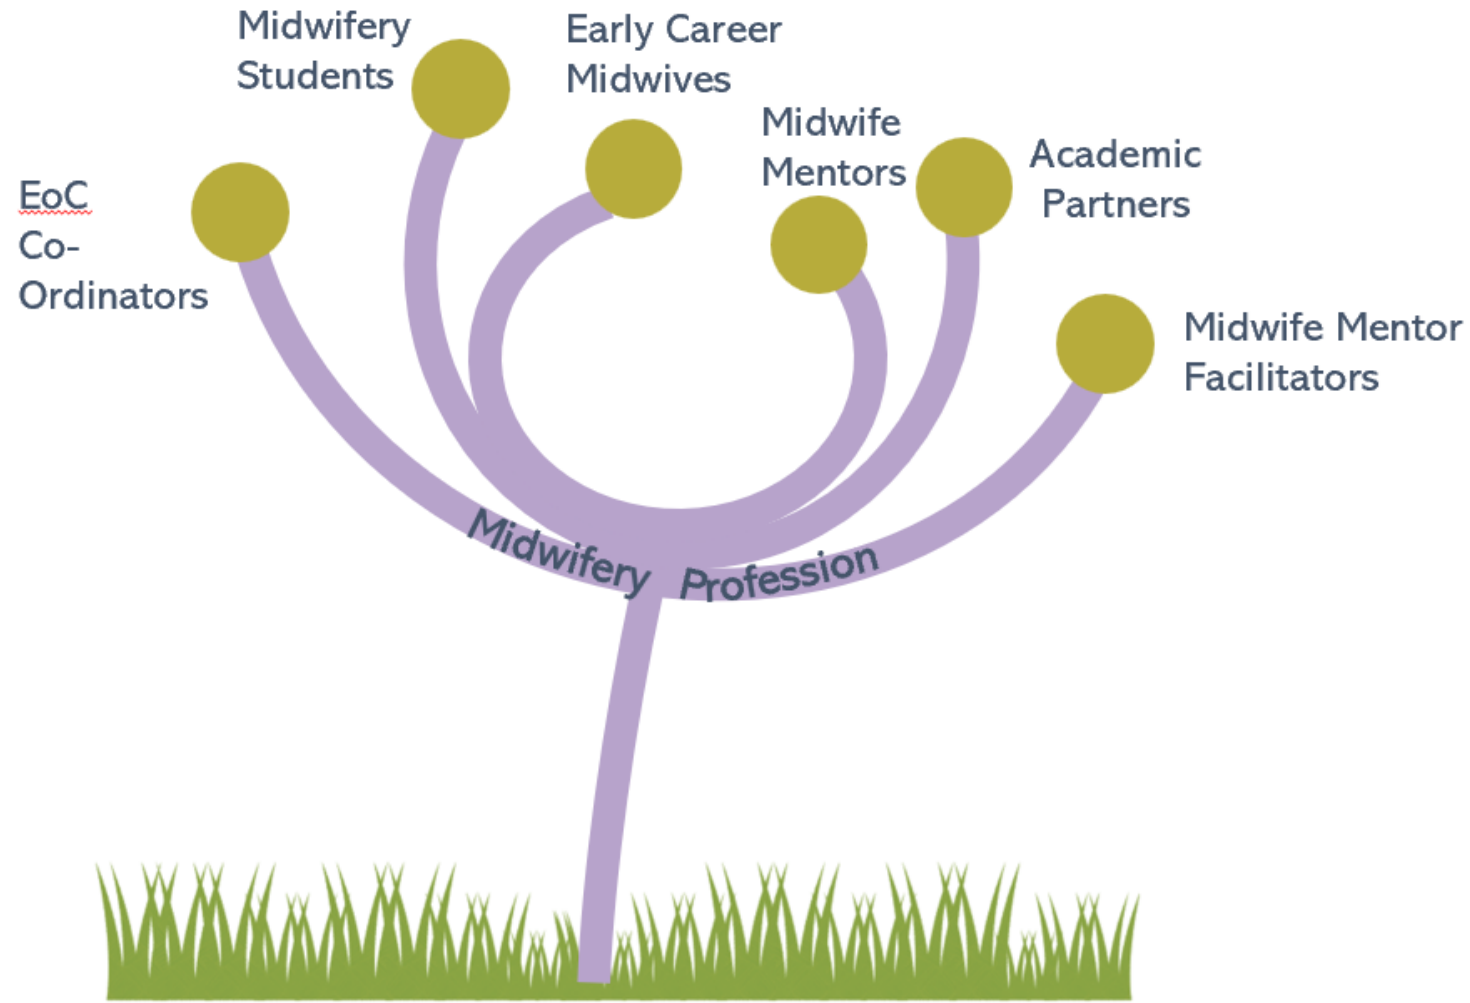 Midwifery
Students
Early Career
Midwives
Midwife
Mentors
Academic
Partners
EoC
Co-
Ordinators
Midwife Mentor
Facilitators
Midwifery Profession